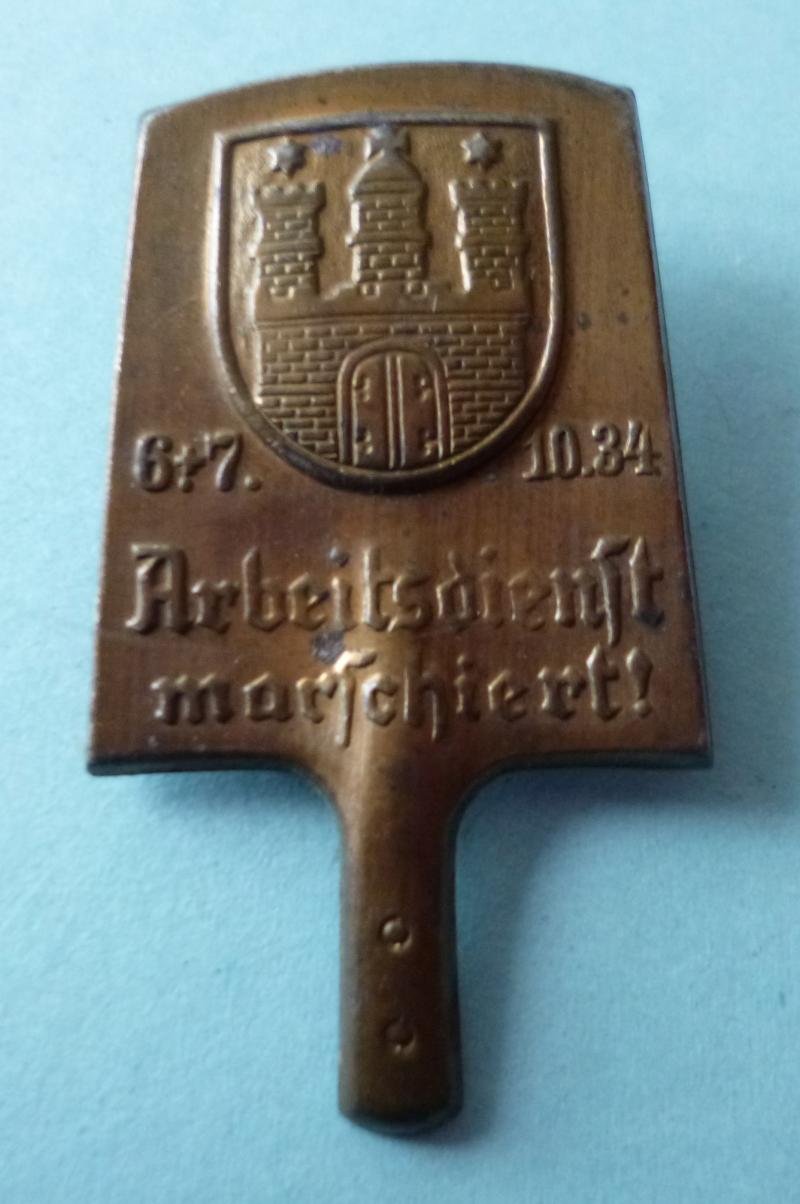 6.+7. 10.34
Arbeitsdienſt
marſchiert!